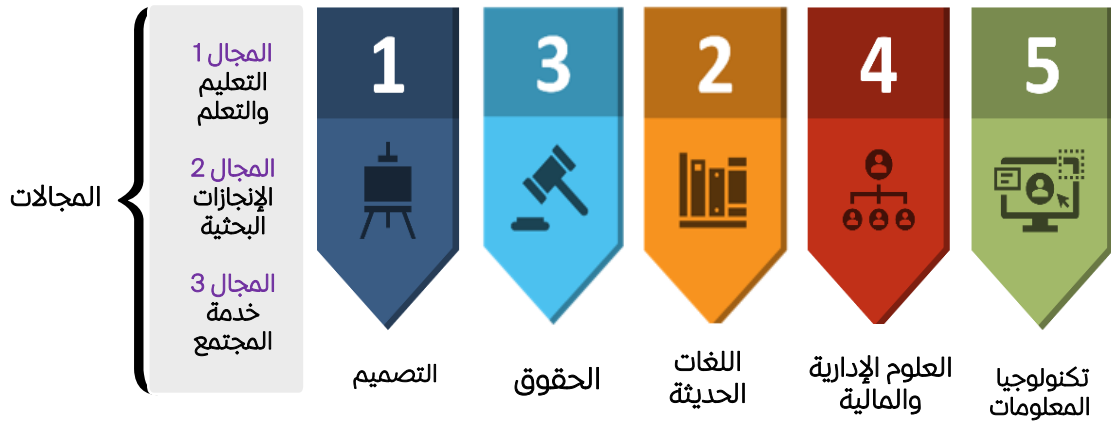 5
4
2
3
1
تكنولوجيا
المعلومات
العلوم الإدارية
والمالية
اللغات
الحديثة
الحقوق
التصميم
المجال 1
التعليم
والتعلم
المجال 2
الإنجازات
البحثية
المجال 3
خدمة
المجتمع
المجالات